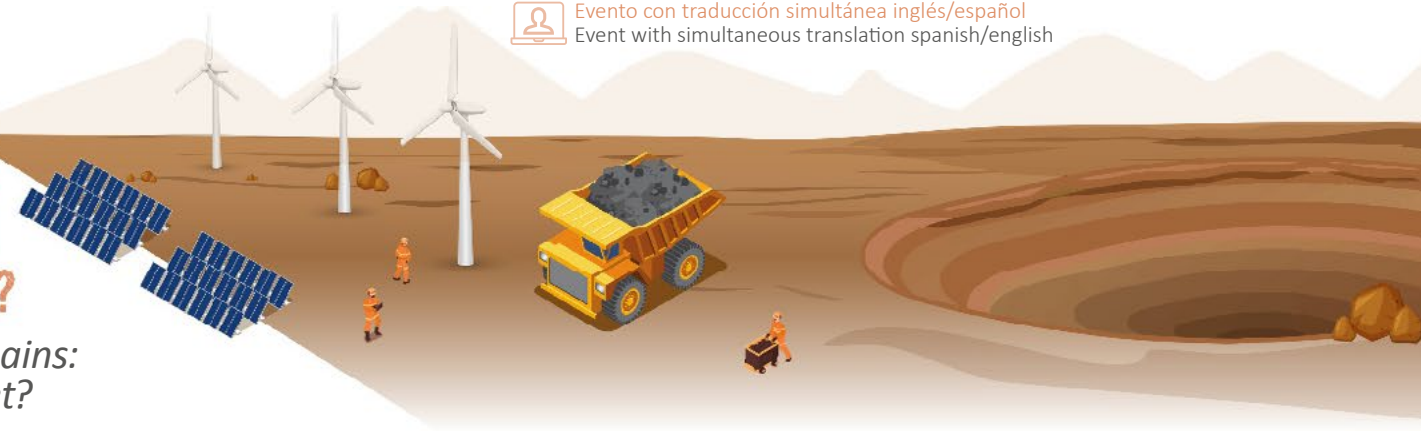 Evento con traducción simultánea inglés/español
Event with simultaneous translation spanish/english
?
ains:
t?